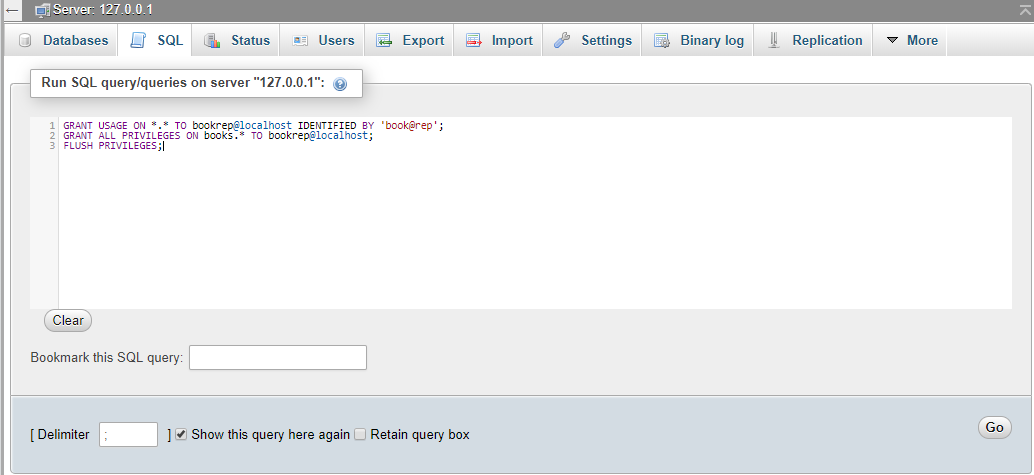 Server: 127.0.0.1
Databases SQL Status Users Export Import Settings Binary log Replication More
Run SQL query/queries on server "127.0.0.1":
1 GRANT USAGE ON *.* TO bookrep@localhost IDENTIFIED BY 'book@rep';
2 GRANT ALL PRIVILEGES ON books.* TO bookrep@localhost;
3 FLUSH PRIVILEGES;
Clear
Bookmark this SQL query:
[ Delimiter ; ] Show this query here again Retain query box Go